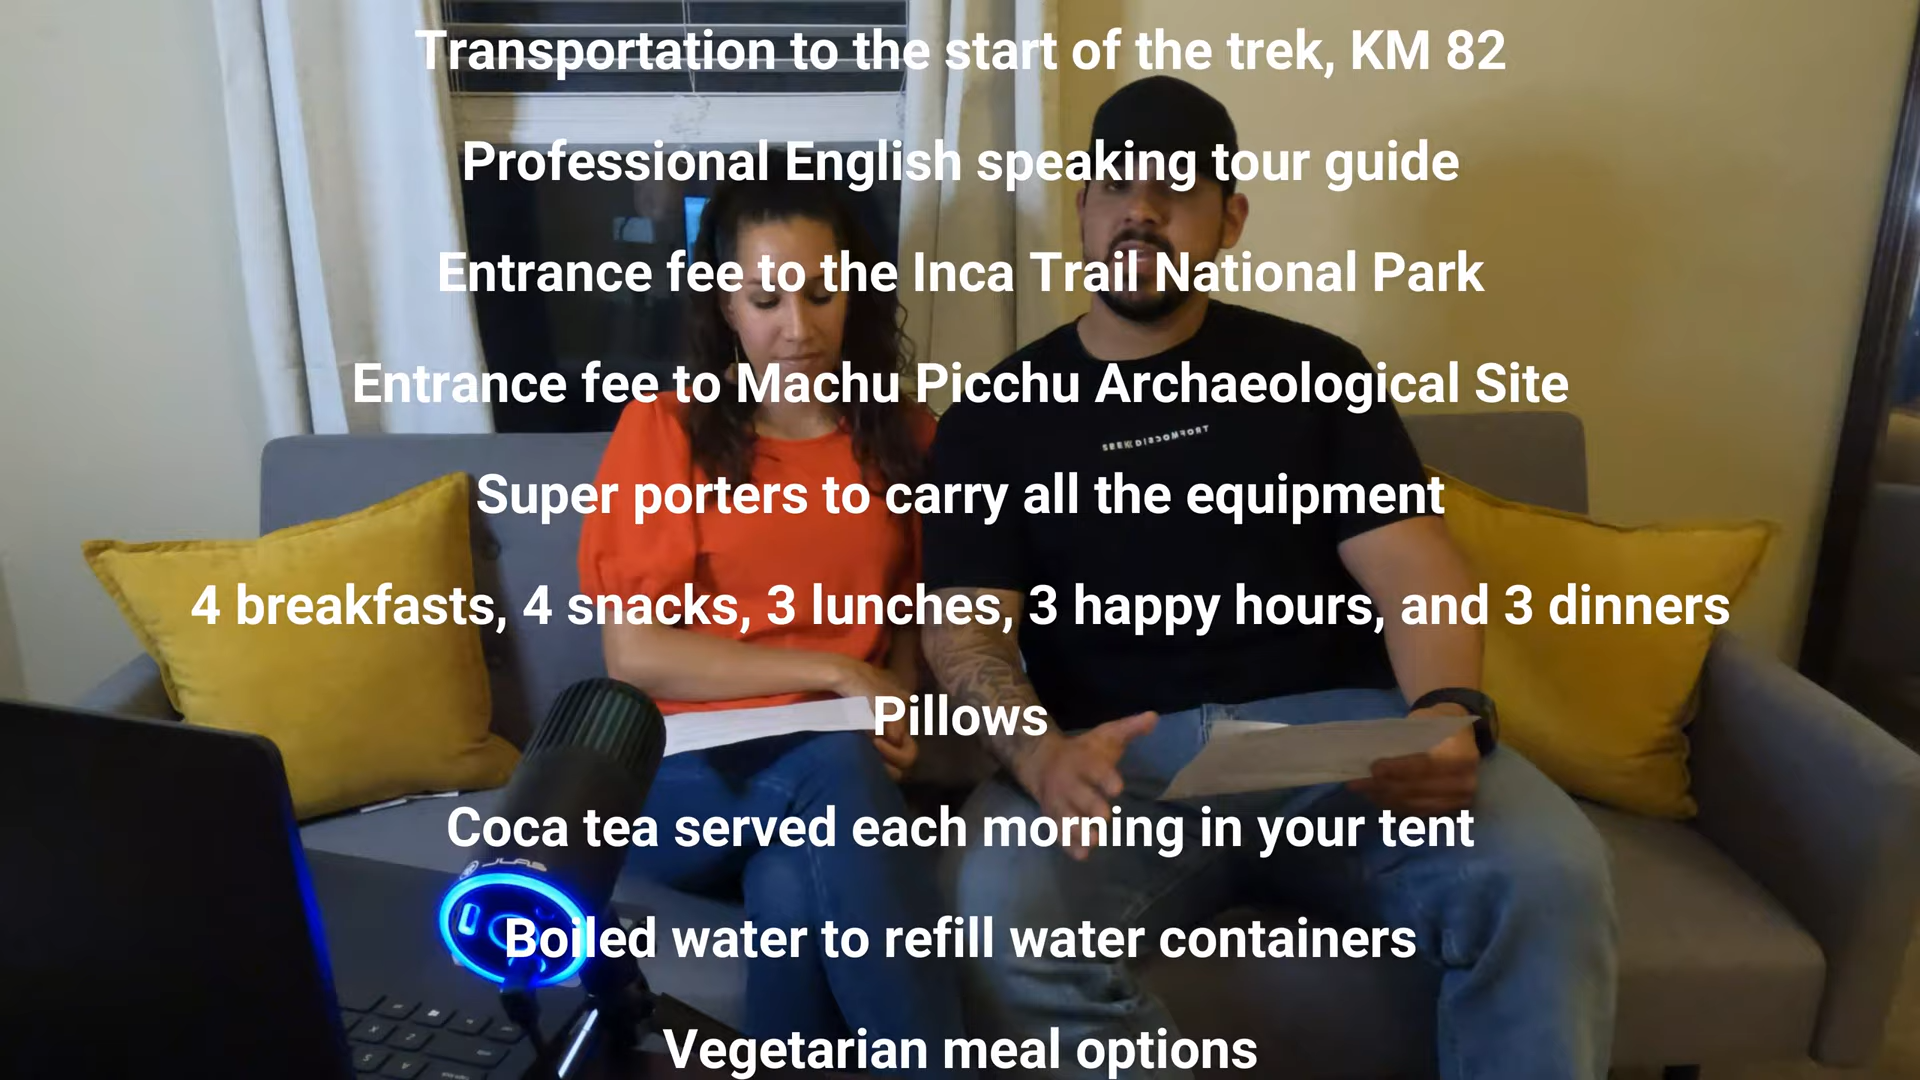 Transportation to the start of the trek, KM 82
Professional English speaking tour guide
Entrance fee to the Inca Trail National Park
Entrance fee to Machu Picchu Archaeological Site
SEEK DISCOMFORT
Super porters to carry all the equipment
4 breakfasts, 4 snacks, 3 lunches, 3 happy hours, and 3 dinners
Pillows
Coca tea served each morning in your tent
JLAB
Boiled water to refill water containers
Vegetarian meal options